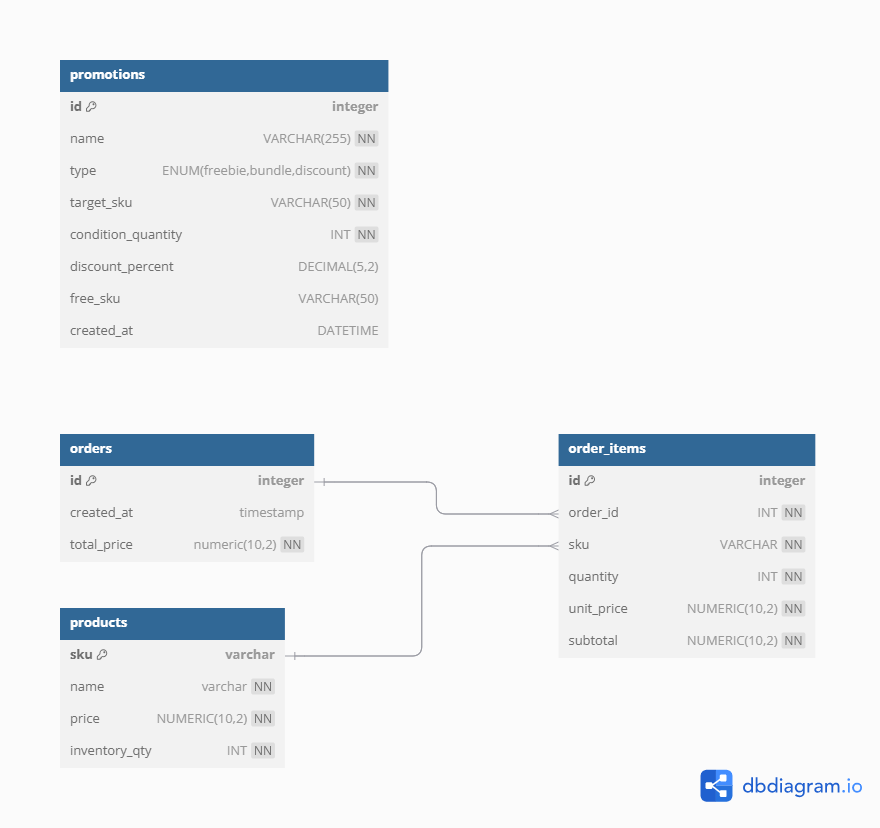 promotions
id integer
name VARCHAR(255) NN
type ENUM(freebie,bundle,discount) NN
target_sku VARCHAR(50) NN
condition_quantity INT NN
discount_percent DECIMAL(5,2)
free_sku VARCHAR(50)
created_at DATETIME
orders
id integer
created_at timestamp
total_price numeric(10,2) NN
order_items
id integer
order_id INT NN
sku VARCHAR NN
quantity INT NN
unit_price NUMERIC(10,2) NN
subtotal NUMERIC(10,2) NN
products
sku varchar
name varchar NN
price NUMERIC(10,2) NN
inventory_qty INT NN
dbdiagram.io